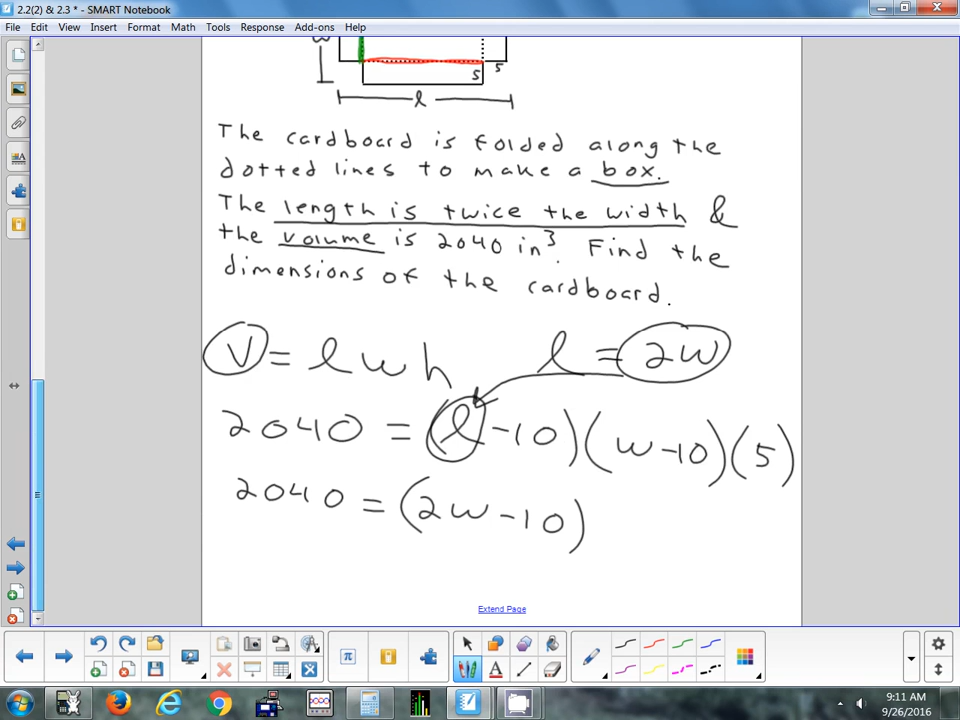 2.2(2) & 2.3 * - SMART Notebook
File Edit View Insert Format Math Tools Response Add-ons Help
w
5 5
l
The cardboard is folded along the
dotted lines to make a box.
The length is twice the width &
the volume is 2040 in³. Find the
dimensions of the cardboard.
V = l w h l = 2w
2040 = (l -10)(w-10)(5)
2040 = (2w-10)
Extend Page
9:11 AM
9/26/2016